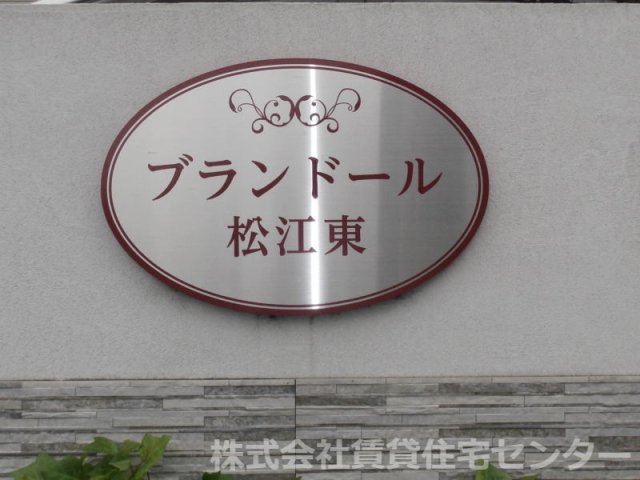 ブランドール
松江東
株式会社賃貸住宅センター